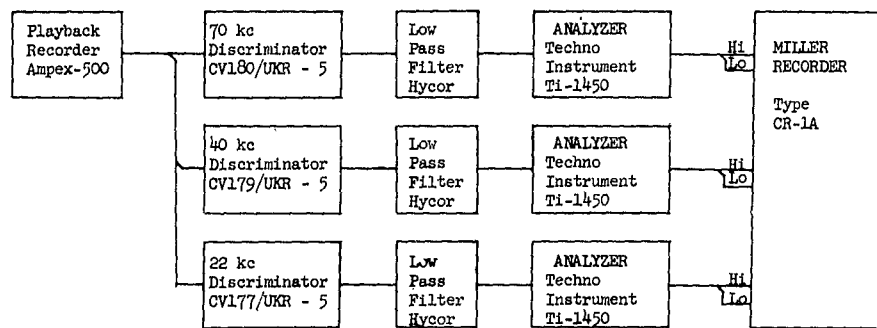 Playback
Recorder
Ampex-500
70 kc
Discriminator
CV180/UKR - 5
Low
Pass
Filter
Hycor
ANALYZER
Techno
Instrument
Ti-1450
Hi
Lo
MILLER
RECORDER
Type
CR-1A
40 kc
Discriminator
CV179/UKR - 5
Low
Pass
Filter
Hycor
ANALYZER
Techno
Instrument
Ti-1450
Hi
Lo
22 kc
Discriminator
CV177/UKR - 5
Low
Pass
Filter
Hycor
ANALYZER
Techno
Instrument
Ti-1450
Hi
Lo